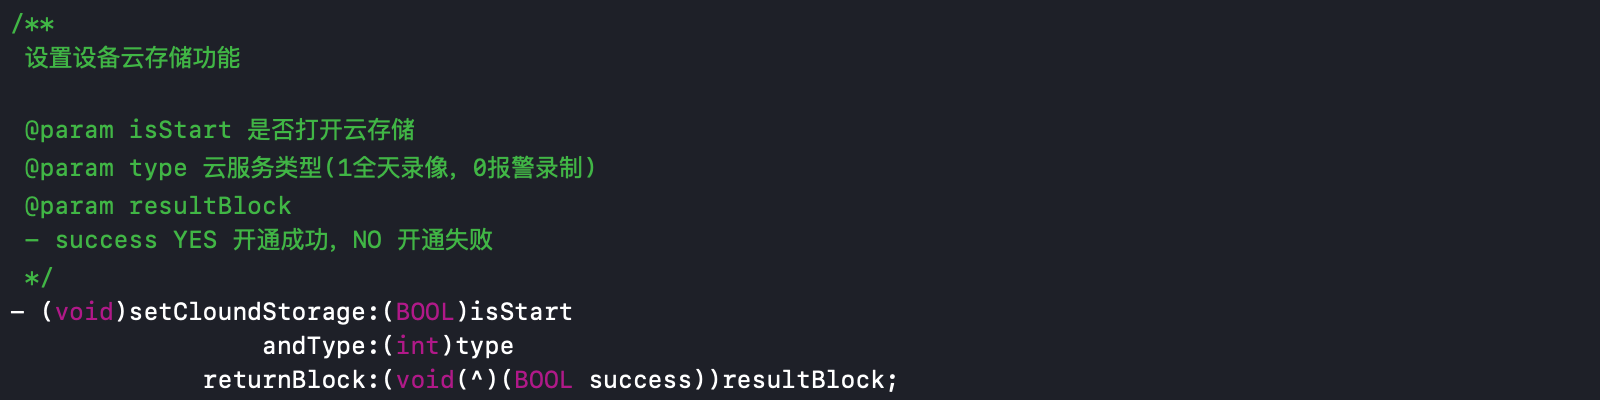 /**
设置设备云存储功能
@param isStart 是否打开云存储
@param type 云服务类型(1全天录像，0报警录制)
@param resultBlock
- success YES 开通成功，NO 开通失败
*/
- (void)setCloundStorage:(BOOL)isStart
andType:(int)type
returnBlock:(void(^)(BOOL success))resultBlock;